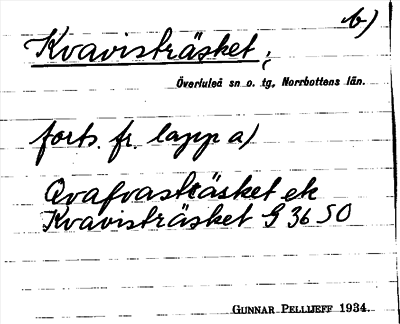 b)
Kvavisträsket;
Överluleå sn o. tg, Norrbottens län.
forts. fr. lapp a)
Qvafvasträsket ek
Kvavisträsket G 36 SO
GUNNAR PELLIJEFF 1934.